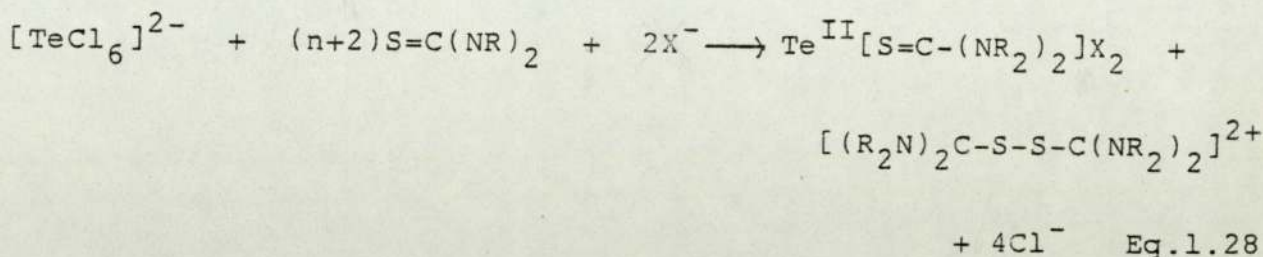 [TeCl₆]²⁻ + (n+2)S=C(NR)₂ + 2X⁻ ⟶ Teᴵᴵ[S=C-(NR₂)₂]X₂ +
[(R₂N)₂C-S-S-C(NR₂)₂]²⁺
+ 4Cl⁻ Eq.1.28